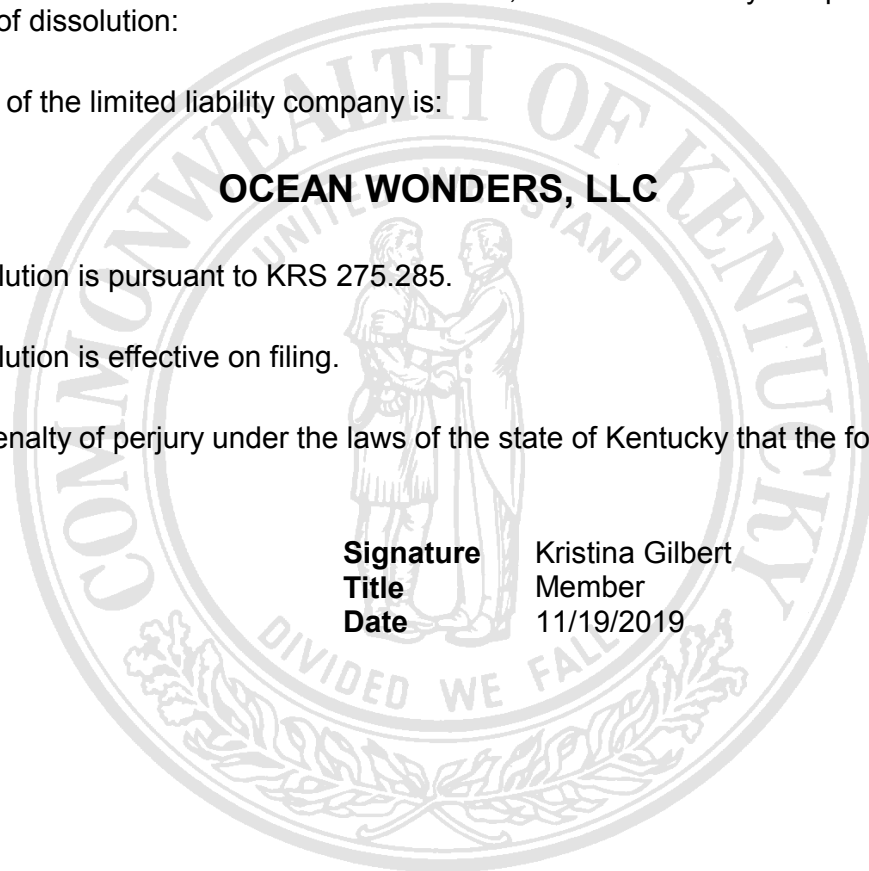 of dissolution:
of the limited liability company is:
OCEAN WONDERS, LLC
lution is pursuant to KRS 275.285.
lution is effective on filing.
enalty of perjury under the laws of the state of Kentucky that the fo
Signature Kristina Gilbert
Title Member
Date 11/19/2019
COMMONWEALTH OF KENTUCKY
UNITED WE STAND
DIVIDED WE FALL